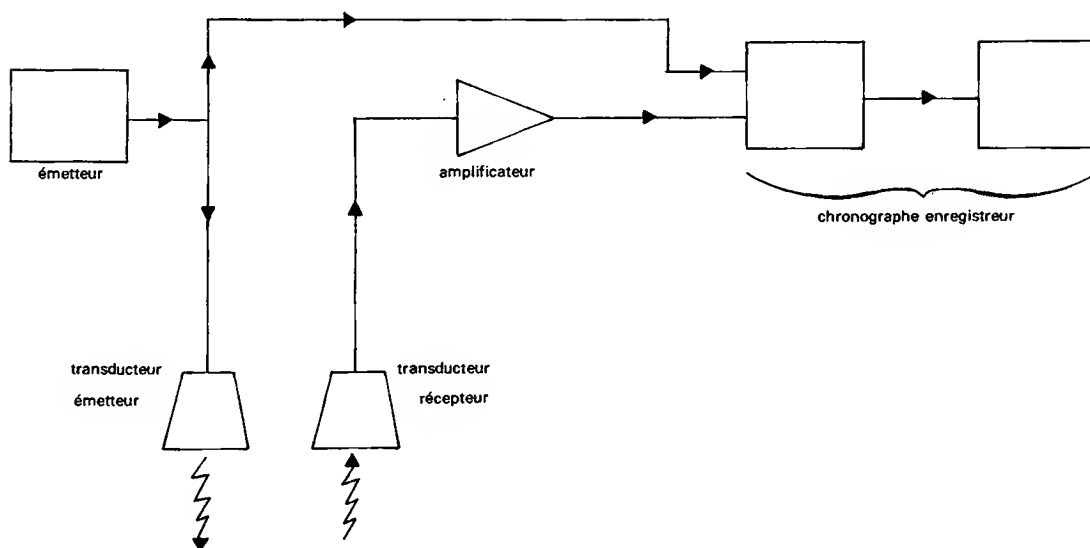 émetteur
amplificateur
chronographe enregistreur
transducteur
émetteur
transducteur
récepteur